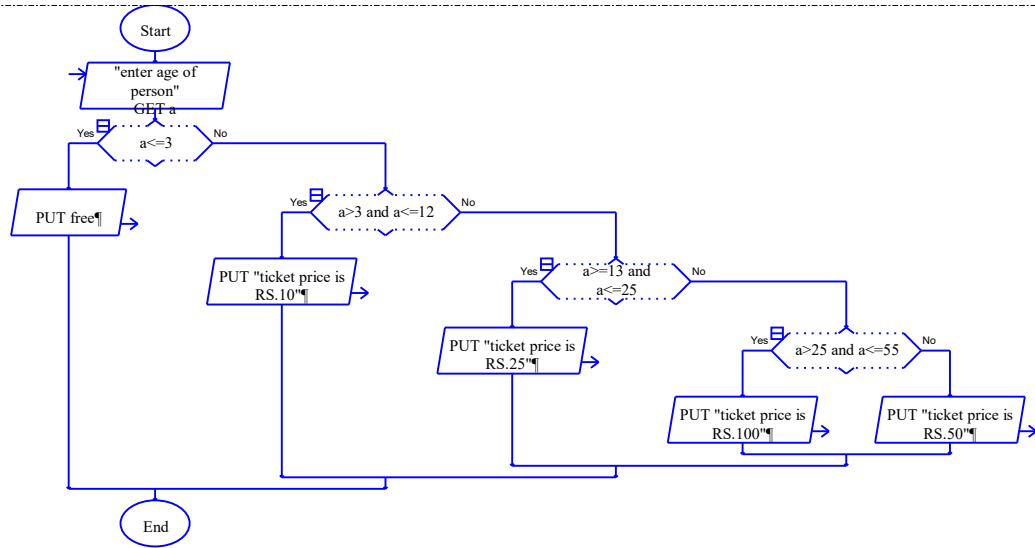 Start
"enter age of
person"
GET a
Yes
No
a<=3
PUT free¶
Yes
No
a>3 and a<=12
PUT "ticket price is
RS.10"¶
Yes
No
a>=13 and
a<=25
PUT "ticket price is
RS.25"¶
Yes
No
a>25 and a<=55
PUT "ticket price is
RS.100"¶
PUT "ticket price is
RS.50"¶
End